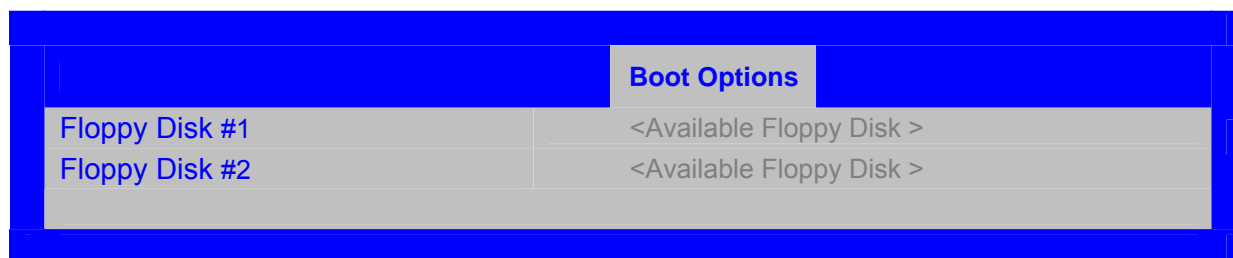 Boot Options
Floppy Disk #1 <Available Floppy Disk >
Floppy Disk #2 <Available Floppy Disk >